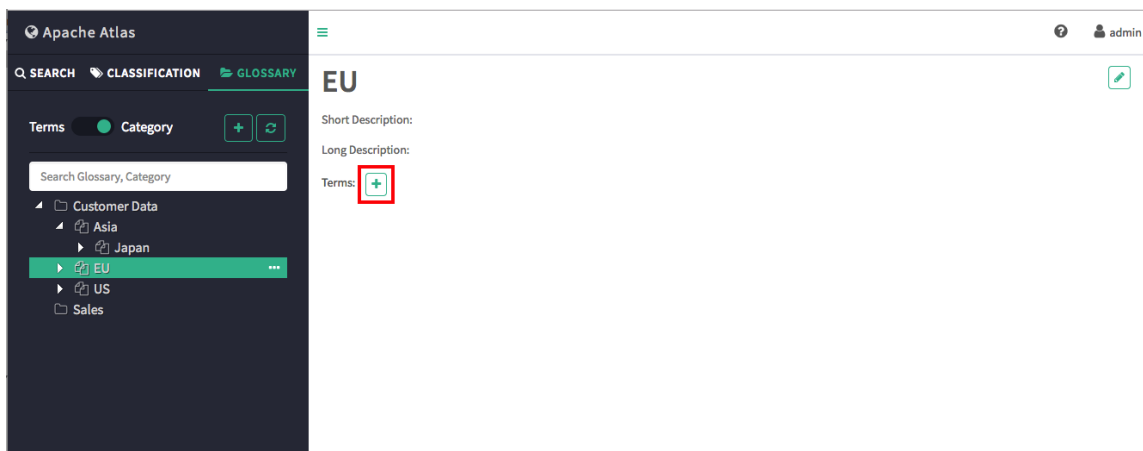 Apache Atlas
admin
SEARCH CLASSIFICATION GLOSSARY
EU
Short Description:
Terms Category
Long Description:
Search Glossary, Category
Terms:
Customer Data
Asia
Japan
EU
US
Sales